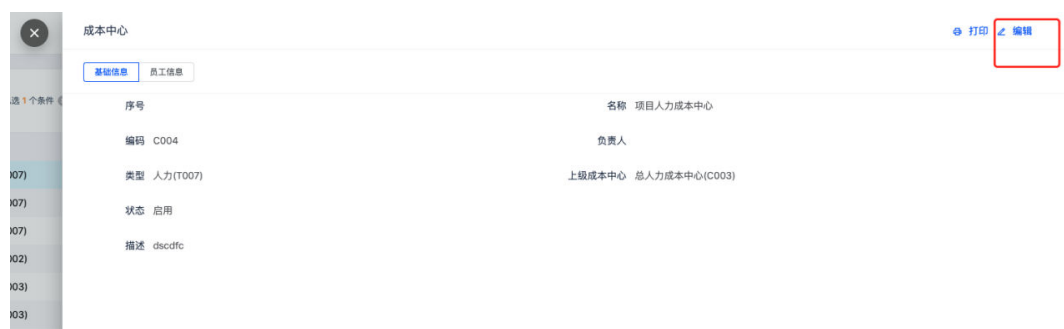 成本中心
打印 编辑
基础信息 员工信息
选 1 个条件
序号
名称 项目人力成本中心
编码 C004
负责人
007)
类型 人力(T007)
上级成本中心 总人力成本中心(C003)
007)
状态 启用
007)
描述 dscdfc
002)
003)
003)